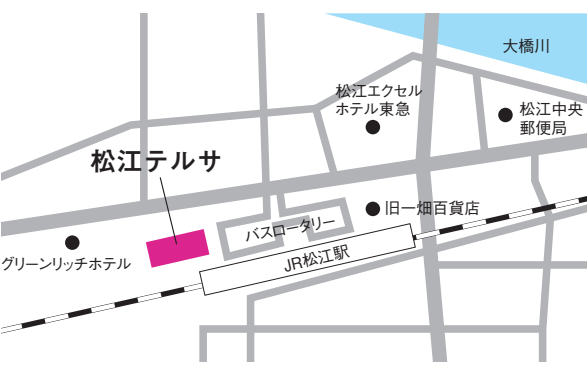 大橋川
松江エクセル
ホテル東急
松江中央
郵便局
松江テルサ
旧一畑百貨店
バスロータリー
グリーンリッチホテル
JR松江駅